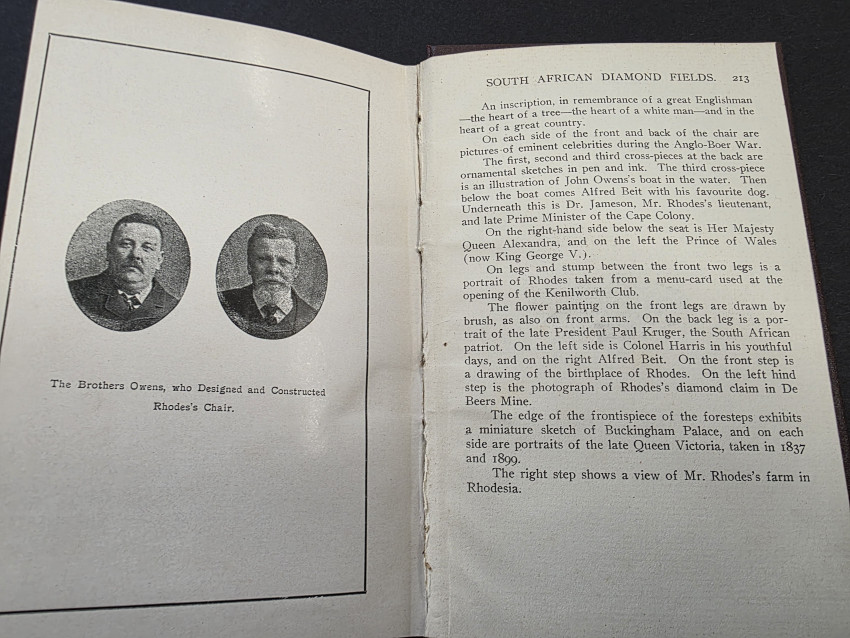 The Brothers Owens, who Designed and Constructed
Rhodes's Chair.
SOUTH AFRICAN DIAMOND FIELDS. 213
An inscription, in remembrance of a great Englishman
—the heart of a tree—the heart of a white man—and in the
heart of a great country.
On each side of the front and back of the chair are
pictures of eminent celebrities during the Anglo-Boer War.
The first, second and third cross-pieces at the back are
ornamental sketches in pen and ink. The third cross-piece
is an illustration of John Owens's boat in the water. Then
below the boat comes Alfred Beit with his favourite dog.
Underneath this is Dr. Jameson, Mr. Rhodes's lieutenant,
and late Prime Minister of the Cape Colony.
On the right-hand side below the seat is Her Majesty
Queen Alexandra, and on the left the Prince of Wales
(now King George V.).
On legs and stump between the front two legs is a
portrait of Rhodes taken from a menu-card used at the
opening of the Kenilworth Club.
The flower painting on the front legs are drawn by
brush, as also on front arms. On the back leg is a por-
trait of the late President Paul Kruger, the South African
patriot. On the left side is Colonel Harris in his youthful
days, and on the right Alfred Beit. On the front step is
a drawing of the birthplace of Rhodes. On the left hind
step is the photograph of Rhodes's diamond claim in De
Beers Mine.
The edge of the frontispiece of the foresteps exhibits
a miniature sketch of Buckingham Palace, and on each
side are portraits of the late Queen Victoria, taken in 1837
and 1899.
The right step shows a view of Mr. Rhodes's farm in
Rhodesia.